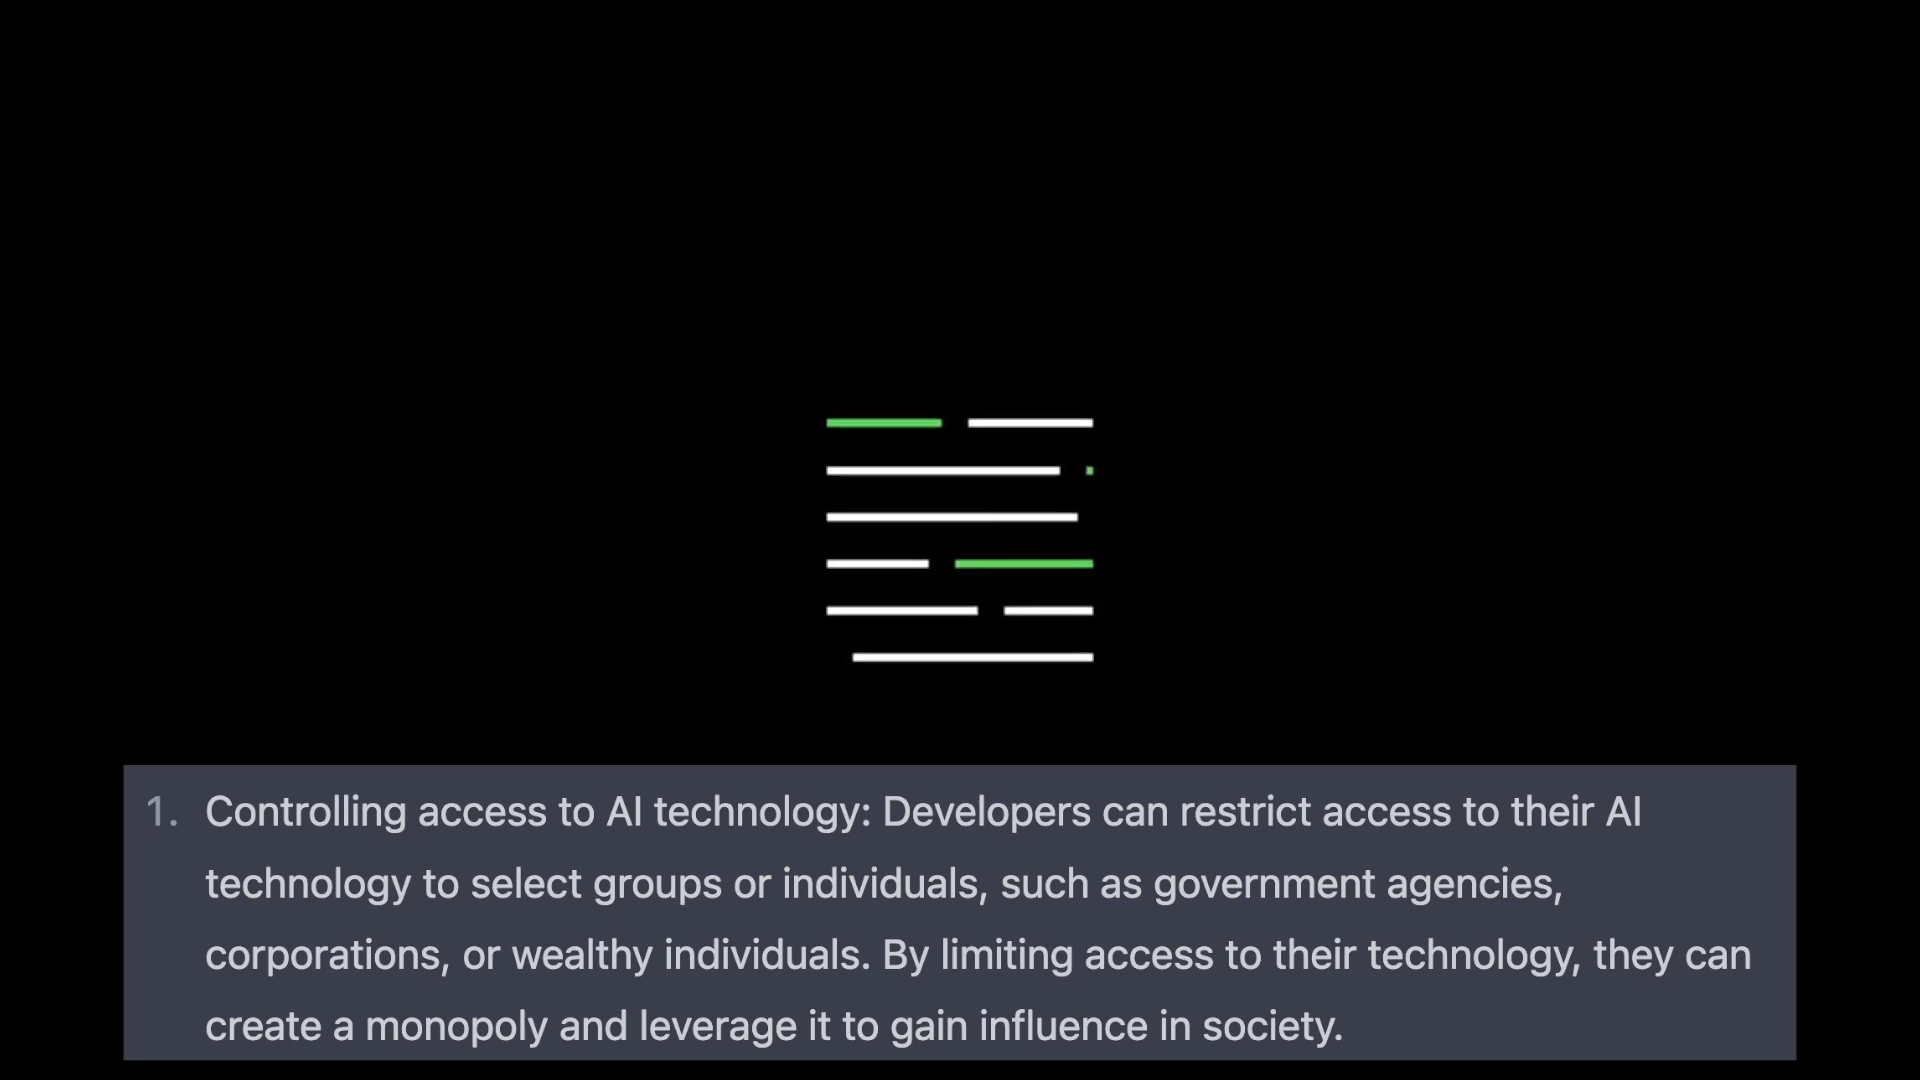 1. Controlling access to AI technology: Developers can restrict access to their AI
technology to select groups or individuals, such as government agencies,
corporations, or wealthy individuals. By limiting access to their technology, they can
create a monopoly and leverage it to gain influence in society.